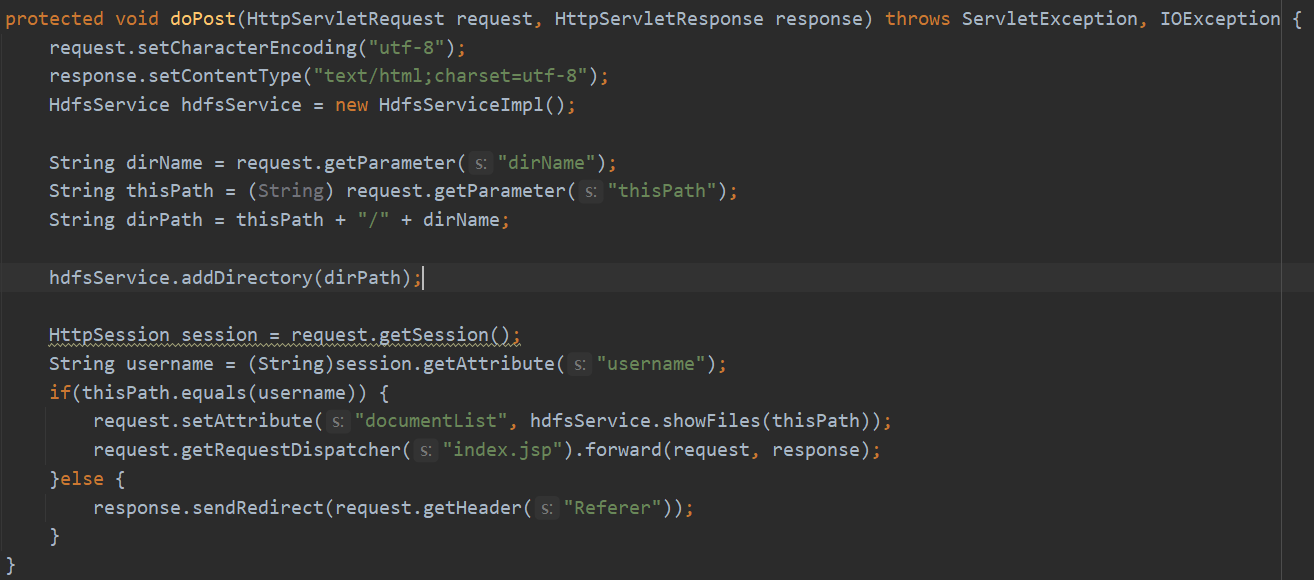 protected void doPost(HttpServletRequest request, HttpServletResponse response) throws ServletException, IOException {
    request.setCharacterEncoding("utf-8");
    response.setContentType("text/html;charset=utf-8");
    HdfsService hdfsService = new HdfsServiceImpl();

    String dirName = request.getParameter( s: "dirName");
    String thisPath = (String) request.getParameter( s: "thisPath");
    String dirPath = thisPath + "/" + dirName;

    hdfsService.addDirectory(dirPath);

    HttpSession session = request.getSession();
    String username = (String)session.getAttribute( s: "username");
    if(thisPath.equals(username)) {
        request.setAttribute( s: "documentList", hdfsService.showFiles(thisPath));
        request.getRequestDispatcher( s: "index.jsp").forward(request, response);
    }else {
        response.sendRedirect(request.getHeader( s: "Referer"));
    }
}